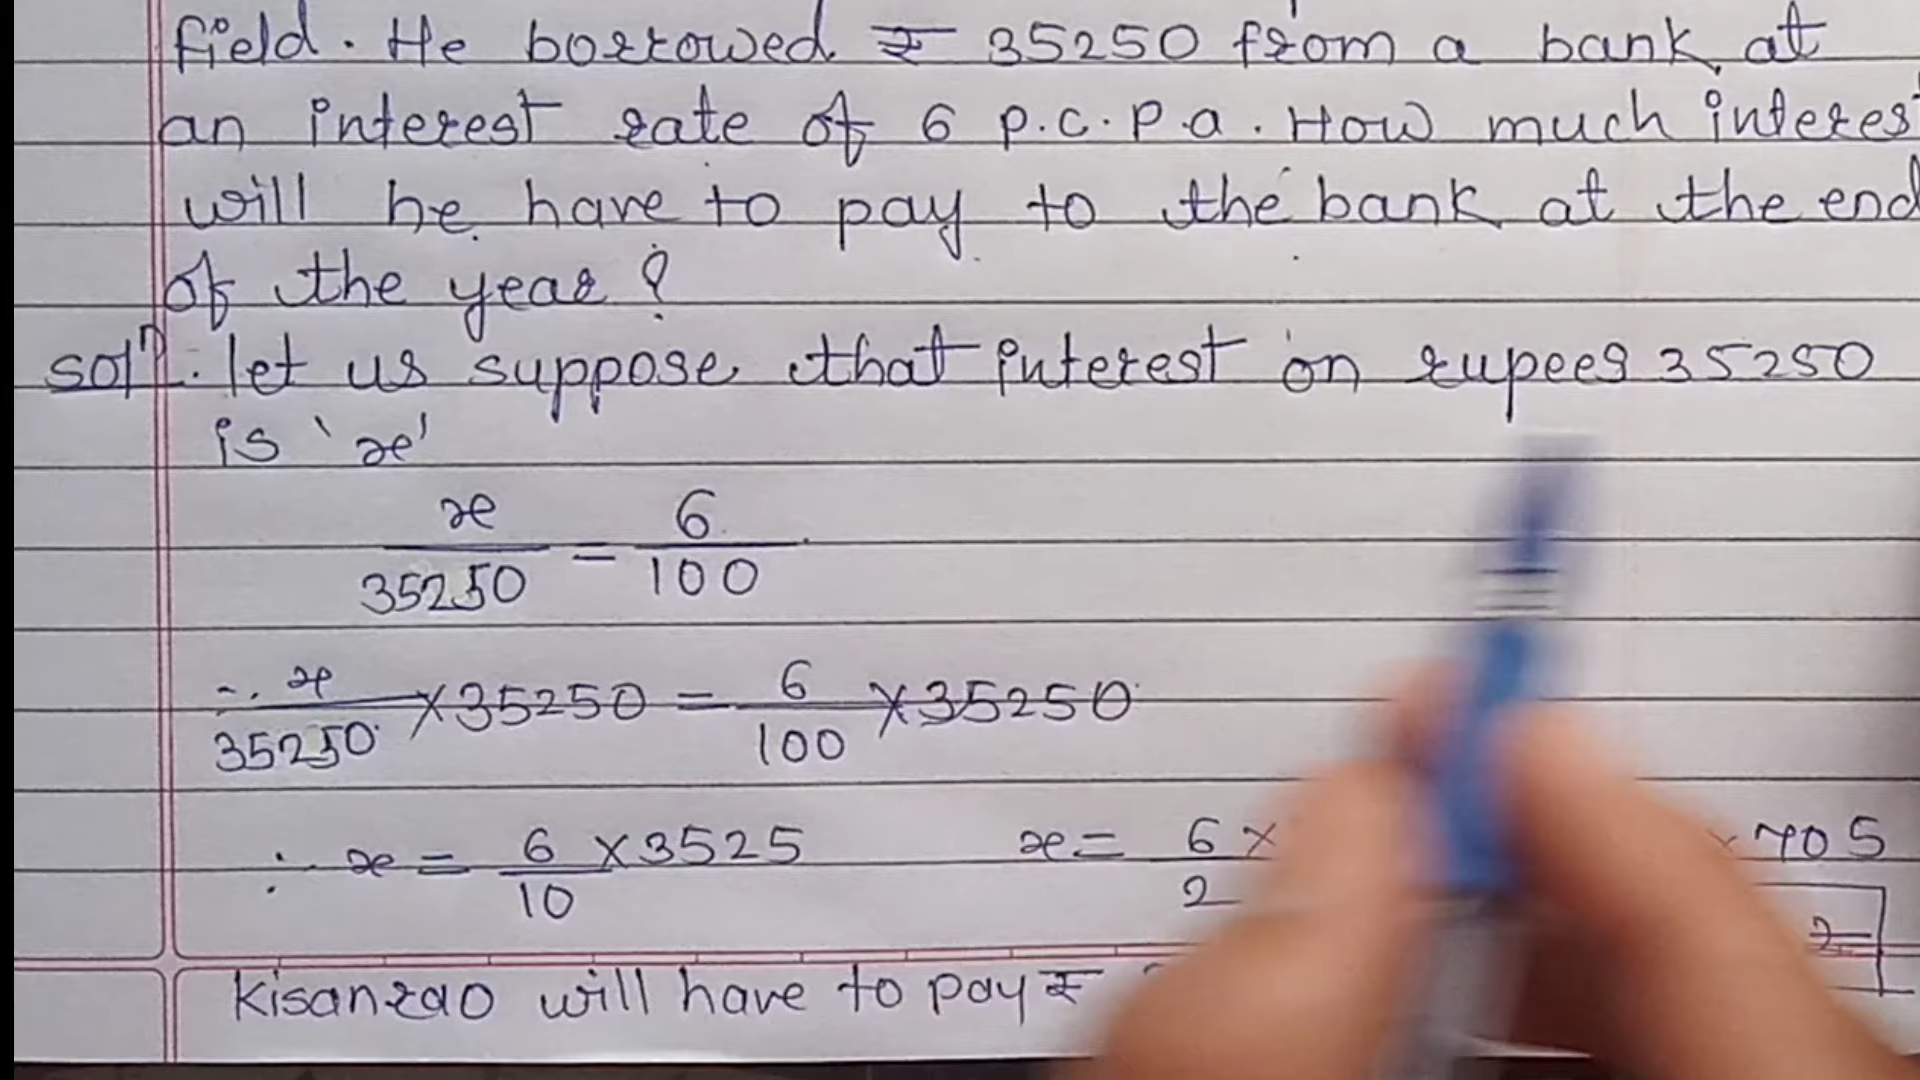 field. He borrowed ₹ 35250 from a bank at
an interest rate of 6 p.c.p.a. How much interes
will he have to pay to the bank at the end
of the year?
solⁿ. let us suppose that interest on rupees 35250
is 'x'
x/35250 = 6/100
∴ x/35250 × 35250 = 6/100 × 35250
∴ x = 6/10 × 3525 x = 6 × 705
2
Kisanrao will have to pay ₹